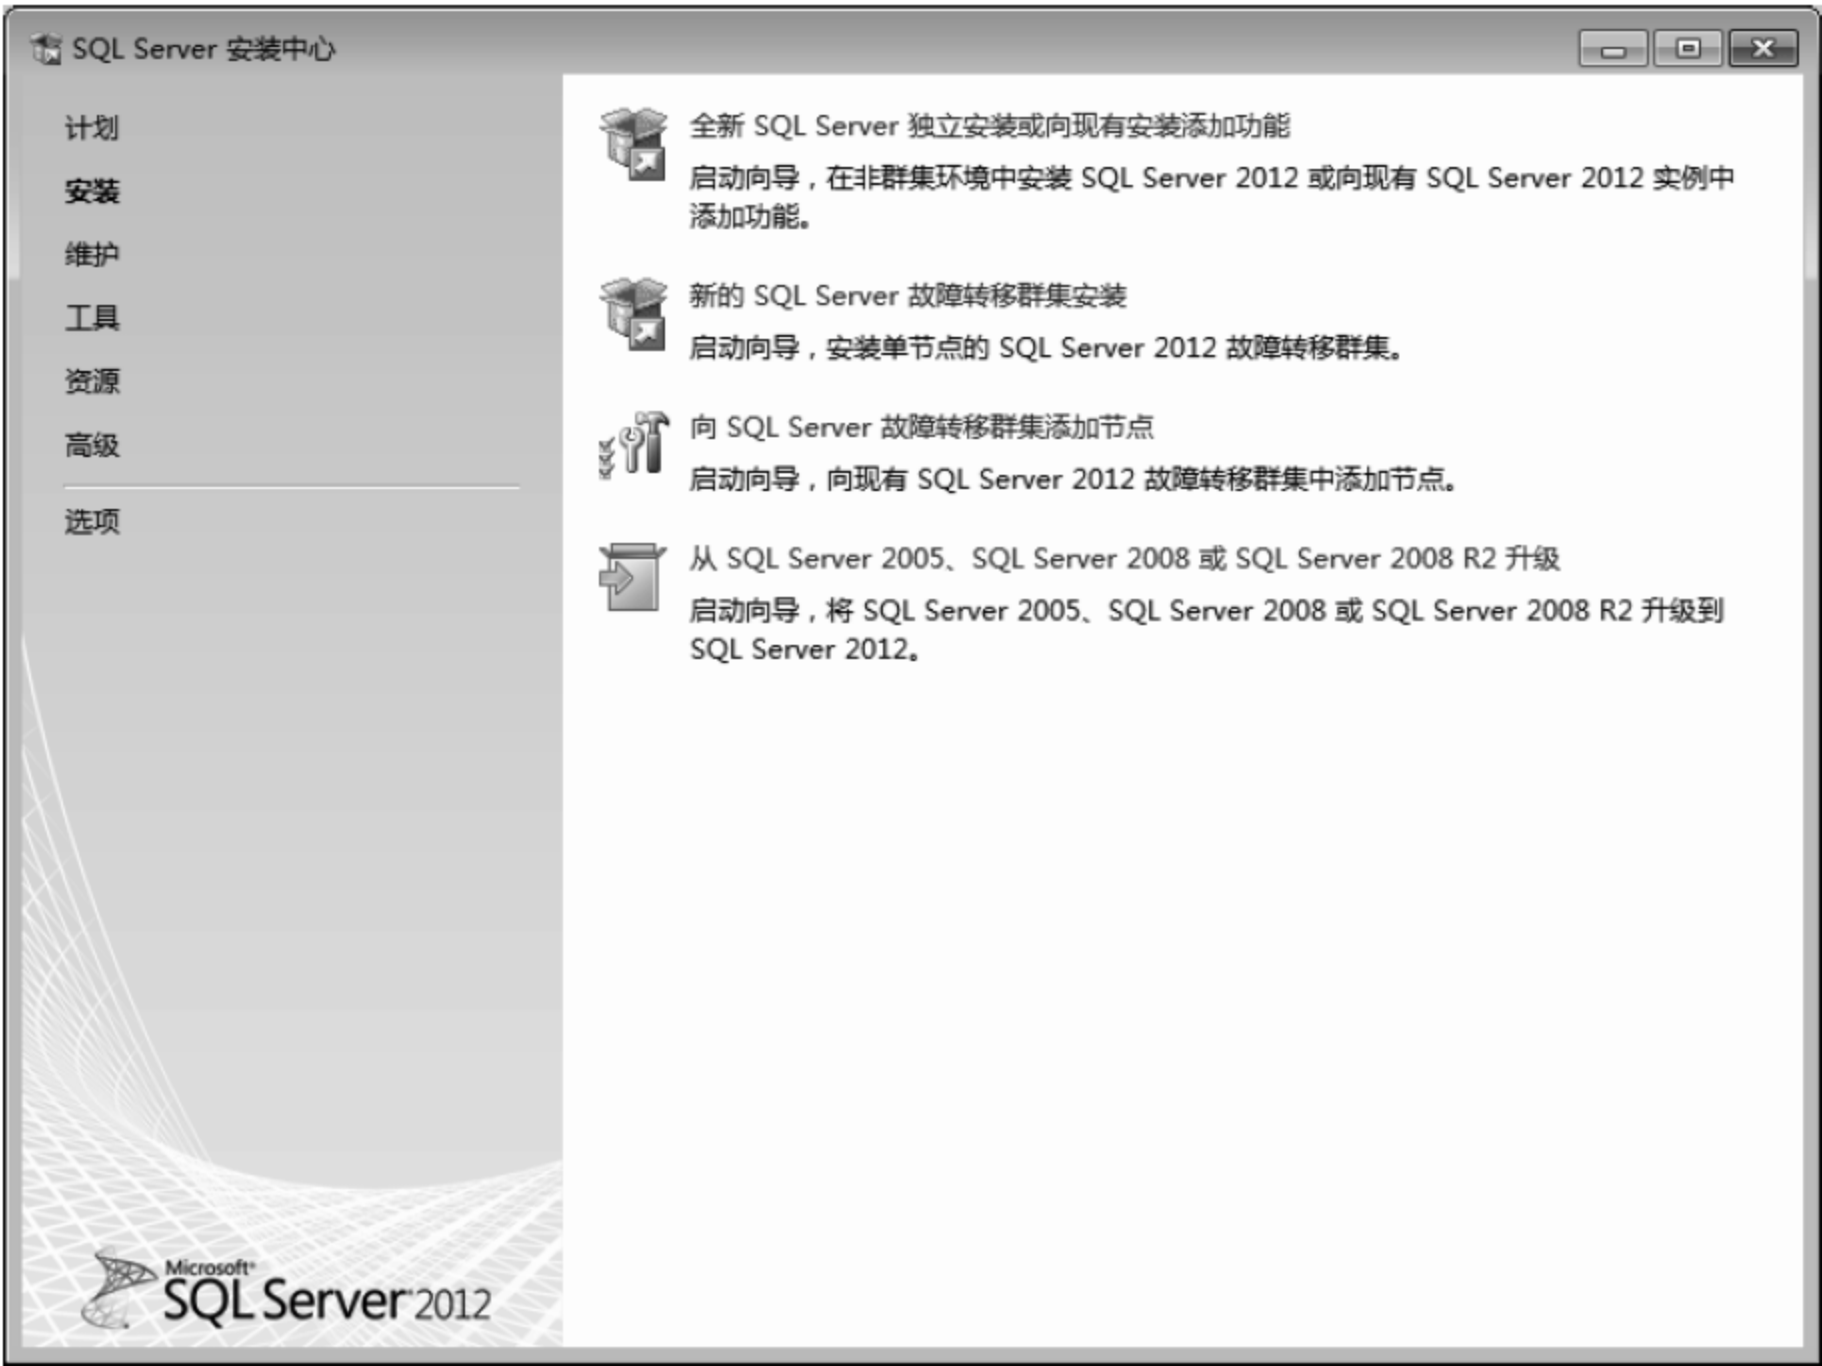 SQL Server 安装中心
计划
安装
维护
工具
资源
高级
选项
全新 SQL Server 独立安装或向现有安装添加功能
启动向导，在非群集环境中安装 SQL Server 2012 或向现有 SQL Server 2012 实例中
添加功能。
新的 SQL Server 故障转移群集安装
启动向导，安装单节点的 SQL Server 2012 故障转移群集。
向 SQL Server 故障转移群集添加节点
启动向导，向现有 SQL Server 2012 故障转移群集中添加节点。
从 SQL Server 2005、SQL Server 2008 或 SQL Server 2008 R2 升级
启动向导，将 SQL Server 2005、SQL Server 2008 或 SQL Server 2008 R2 升级到
SQL Server 2012。
Microsoft®
SQL Server 2012